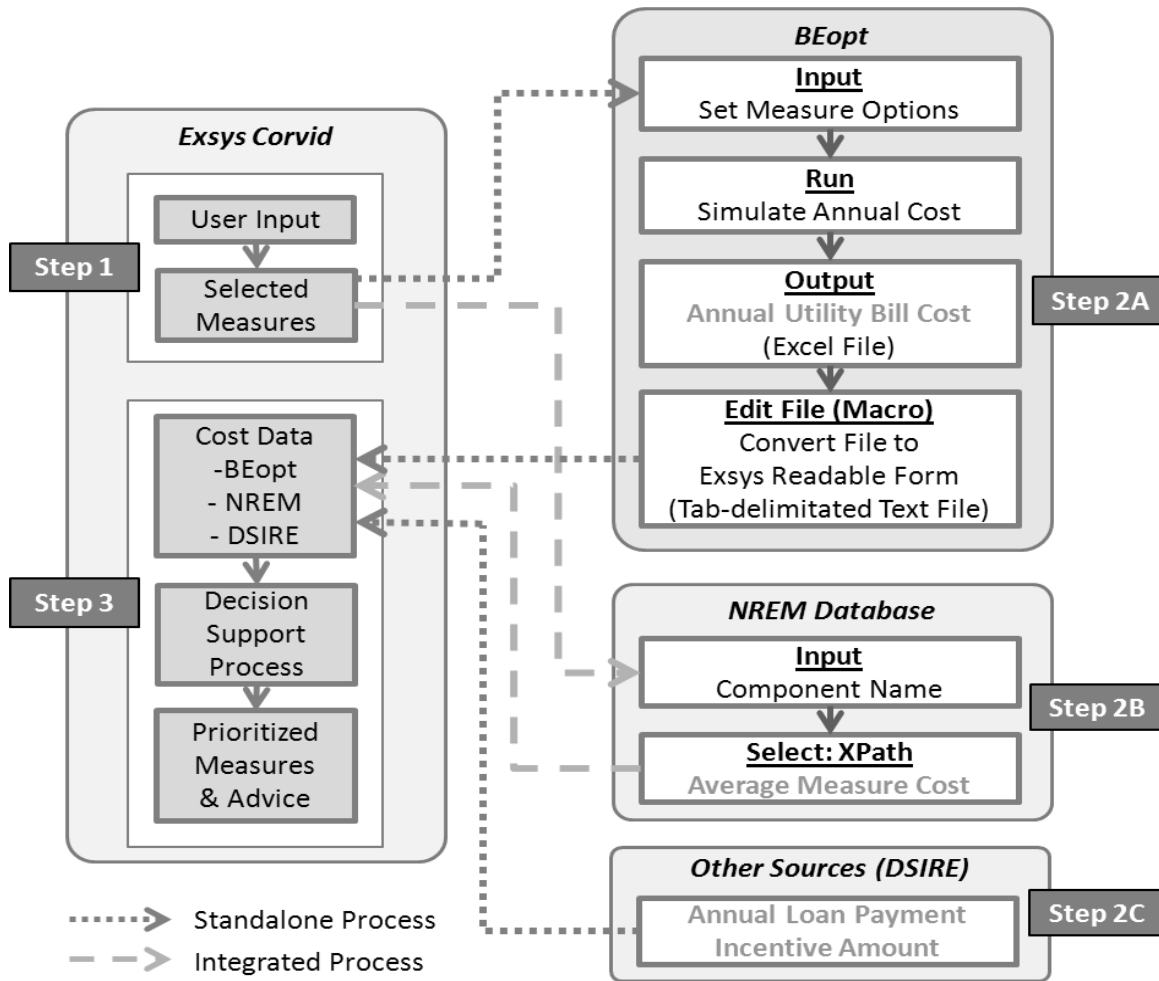 Exsys Corvid
Step 1
User Input
Selected
Measures
Step 3
Cost Data
-BEopt
- NREM
- DSIRE
Decision
Support
Process
Prioritized
Measures
& Advice
Standalone Process
Integrated Process
BEopt
Step 2A
Input
Set Measure Options
Run
Simulate Annual Cost
Output
Annual Utility Bill Cost
(Excel File)
Edit File (Macro)
Convert File to
Exsys Readable Form
(Tab-delimitated Text File)
NREM Database
Step 2B
Input
Component Name
Select: XPath
Average Measure Cost
Other Sources (DSIRE)
Step 2C
Annual Loan Payment
Incentive Amount